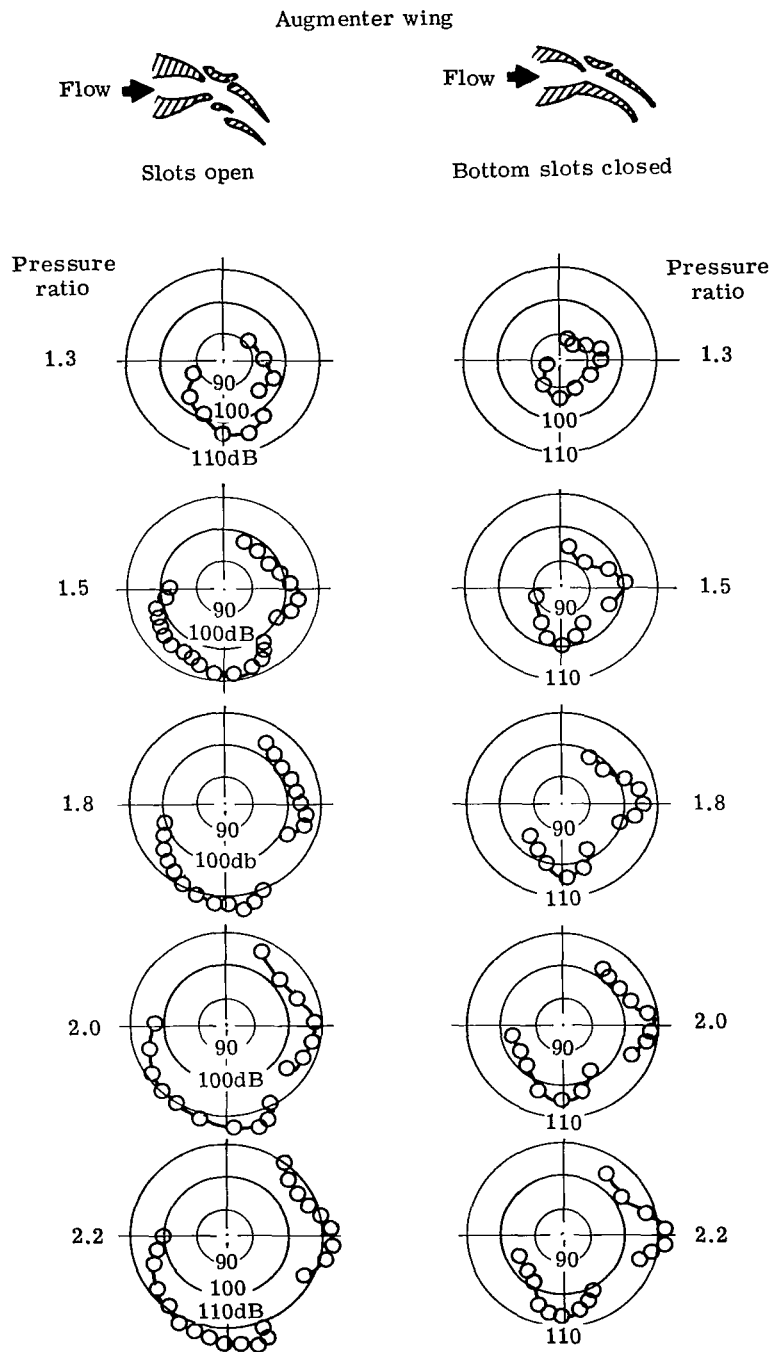 Augmenter wing
Flow
Flow
Slots open
Bottom slots closed
Pressure
ratio
Pressure
ratio
1.3
90
100
110dB
100
110
1.3
1.5
90
100dB
90
110
1.5
1.8
90
100db
90
110
1.8
2.0
90
100dB
90
110
2.0
2.2
90
100
110dB
90
110
2.2